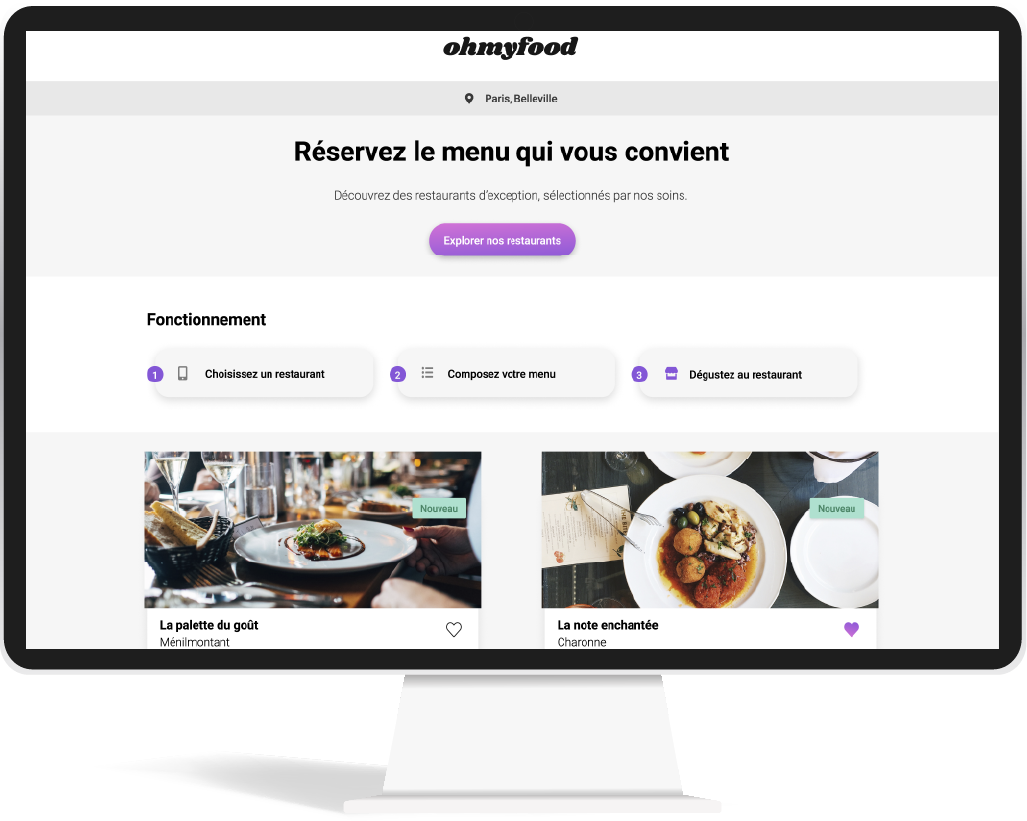 ohmyfood
Paris, Belleville
Réservez le menu qui vous convient
Découvrez des restaurants d'exception, sélectionnés par nos soins.
Explorer nos restaurants
Fonctionnement
1 Choisissez un restaurant
2 Composez votre menu
3 Dégustez au restaurant
Nouveau
Nouveau
La palette du goût
Ménilmontant
La note enchantée
Charonne